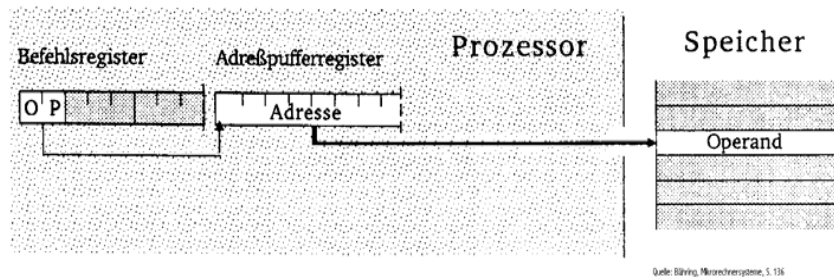 Prozessor
Speicher
Befehlsregister
Adreßpufferregister
O P
Adresse
Operand
Quelle: Bähring, Mikrorechnersysteme, S. 136